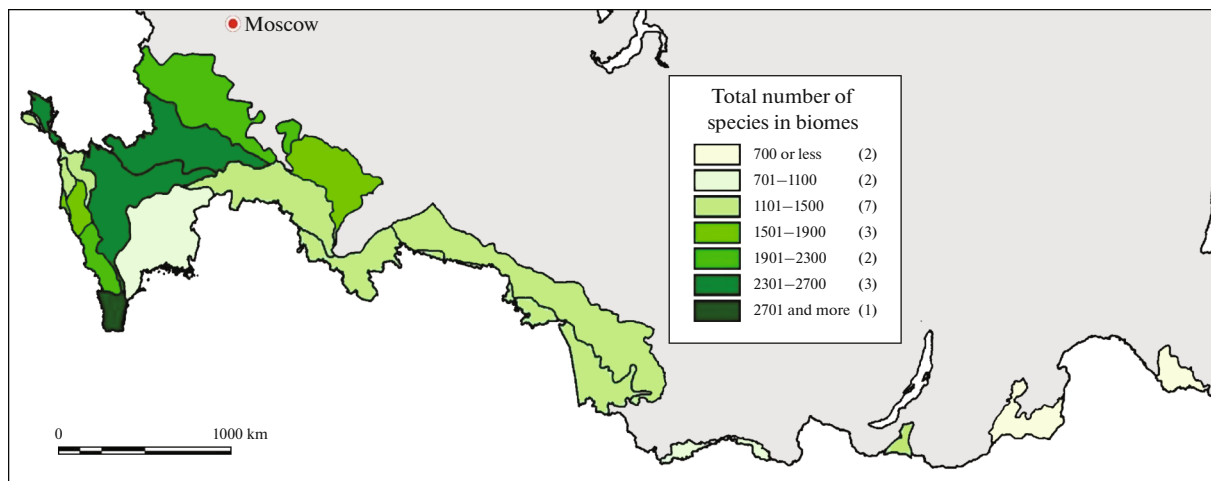 Moscow
Total number of
species in biomes
700 or less (2)
701–1100 (2)
1101–1500 (7)
1501–1900 (3)
1901–2300 (2)
2301–2700 (3)
2701 and more (1)
0 1000 km